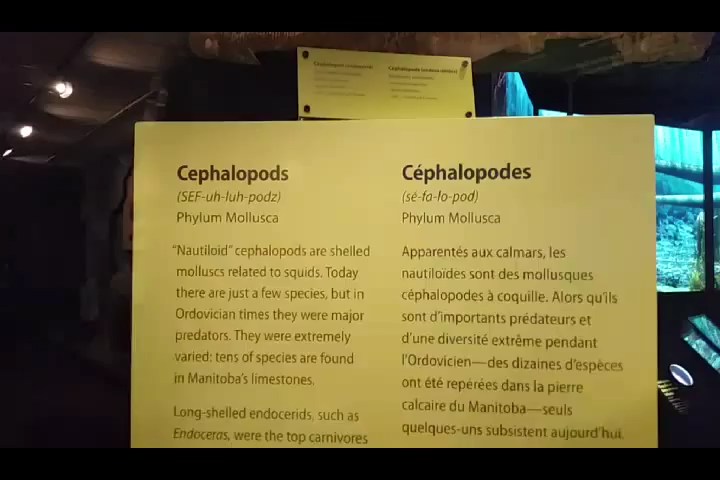 Cephalopods
(SEF-uh-luh-podz)
Phylum Mollusca
"Nautiloid" cephalopods are shelled
molluscs related to squids. Today
there are just a few species, but in
Ordovician times they were major
predators. They were extremely
varied: tens of species are found
in Manitoba's limestones.
Long-shelled endocerids, such as
Endoceras, were the top carnivores
Céphalopodes
(sé-fa-lo-pod)
Phylum Mollusca
Apparentés aux calmars, les
nautiloïdes sont des mollusques
céphalopodes à coquille. Alors qu'ils
sont d'importants prédateurs et
d'une diversité extrême pendant
l'Ordovicien—des dizaines d'espèces
ont été repérées dans la pierre
calcaire du Manitoba—seuls
quelques-uns subsistent aujourd'hui.